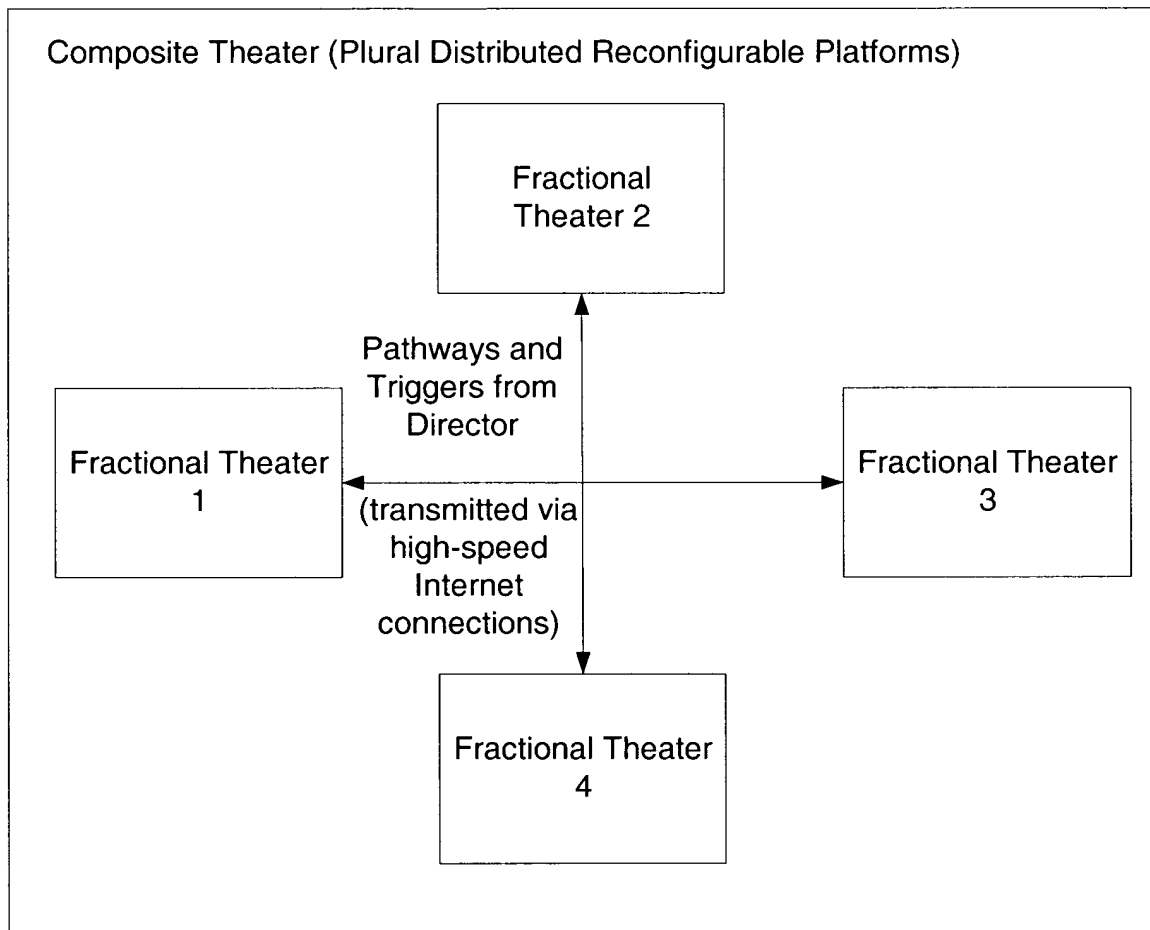 Composite Theater (Plural Distributed Reconfigurable Platforms)
Fractional
Theater 2
Pathways and
Triggers from
Director
Fractional Theater
1
Fractional Theater
3
(transmitted via
high-speed
Internet
connections)
Fractional Theater
4